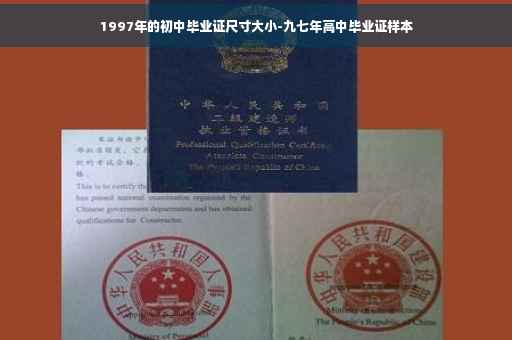 1997年的初中毕业证尺寸大小-九七年高中毕业证样本
中华人民共和国
二级建造师
执业资格证书
Professional Qualification Certificate
Associate Constructor
The People's Republic of China
This is to certify the
has passed national examination organized by the
Chinese government departments and has obtained
qualifications for Constructor.
中华人民共和国人事部
中华人民共和国建设部
Ministry of Personnel
Ministry of Construction
The People's Republic of China